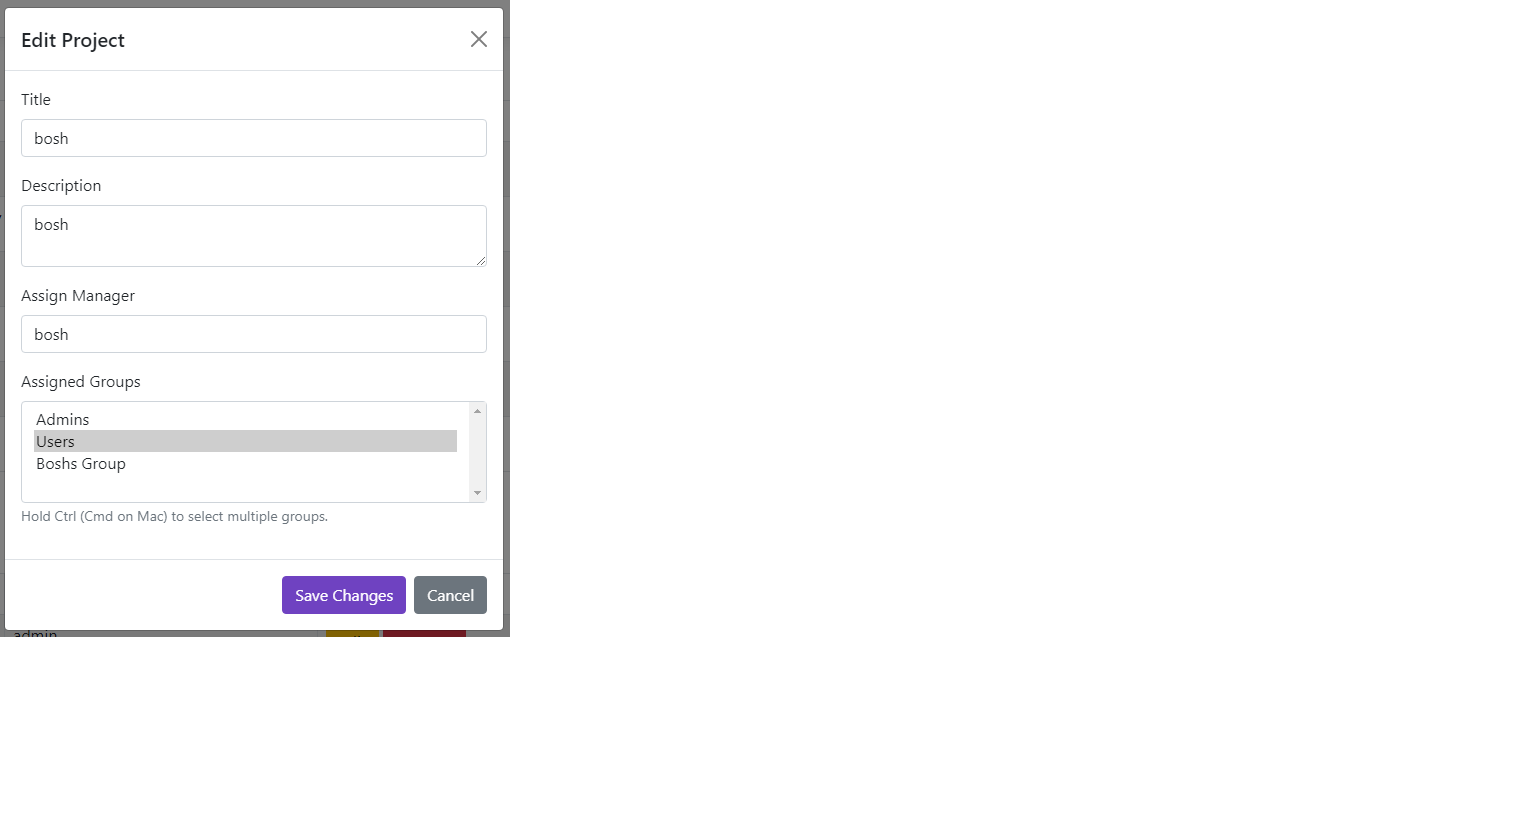 Edit Project
Title
bosh
Description
bosh
Assign Manager
bosh
Assigned Groups
Admins
Users
Boshs Group
Hold Ctrl (Cmd on Mac) to select multiple groups.
Save Changes
Cancel
admin